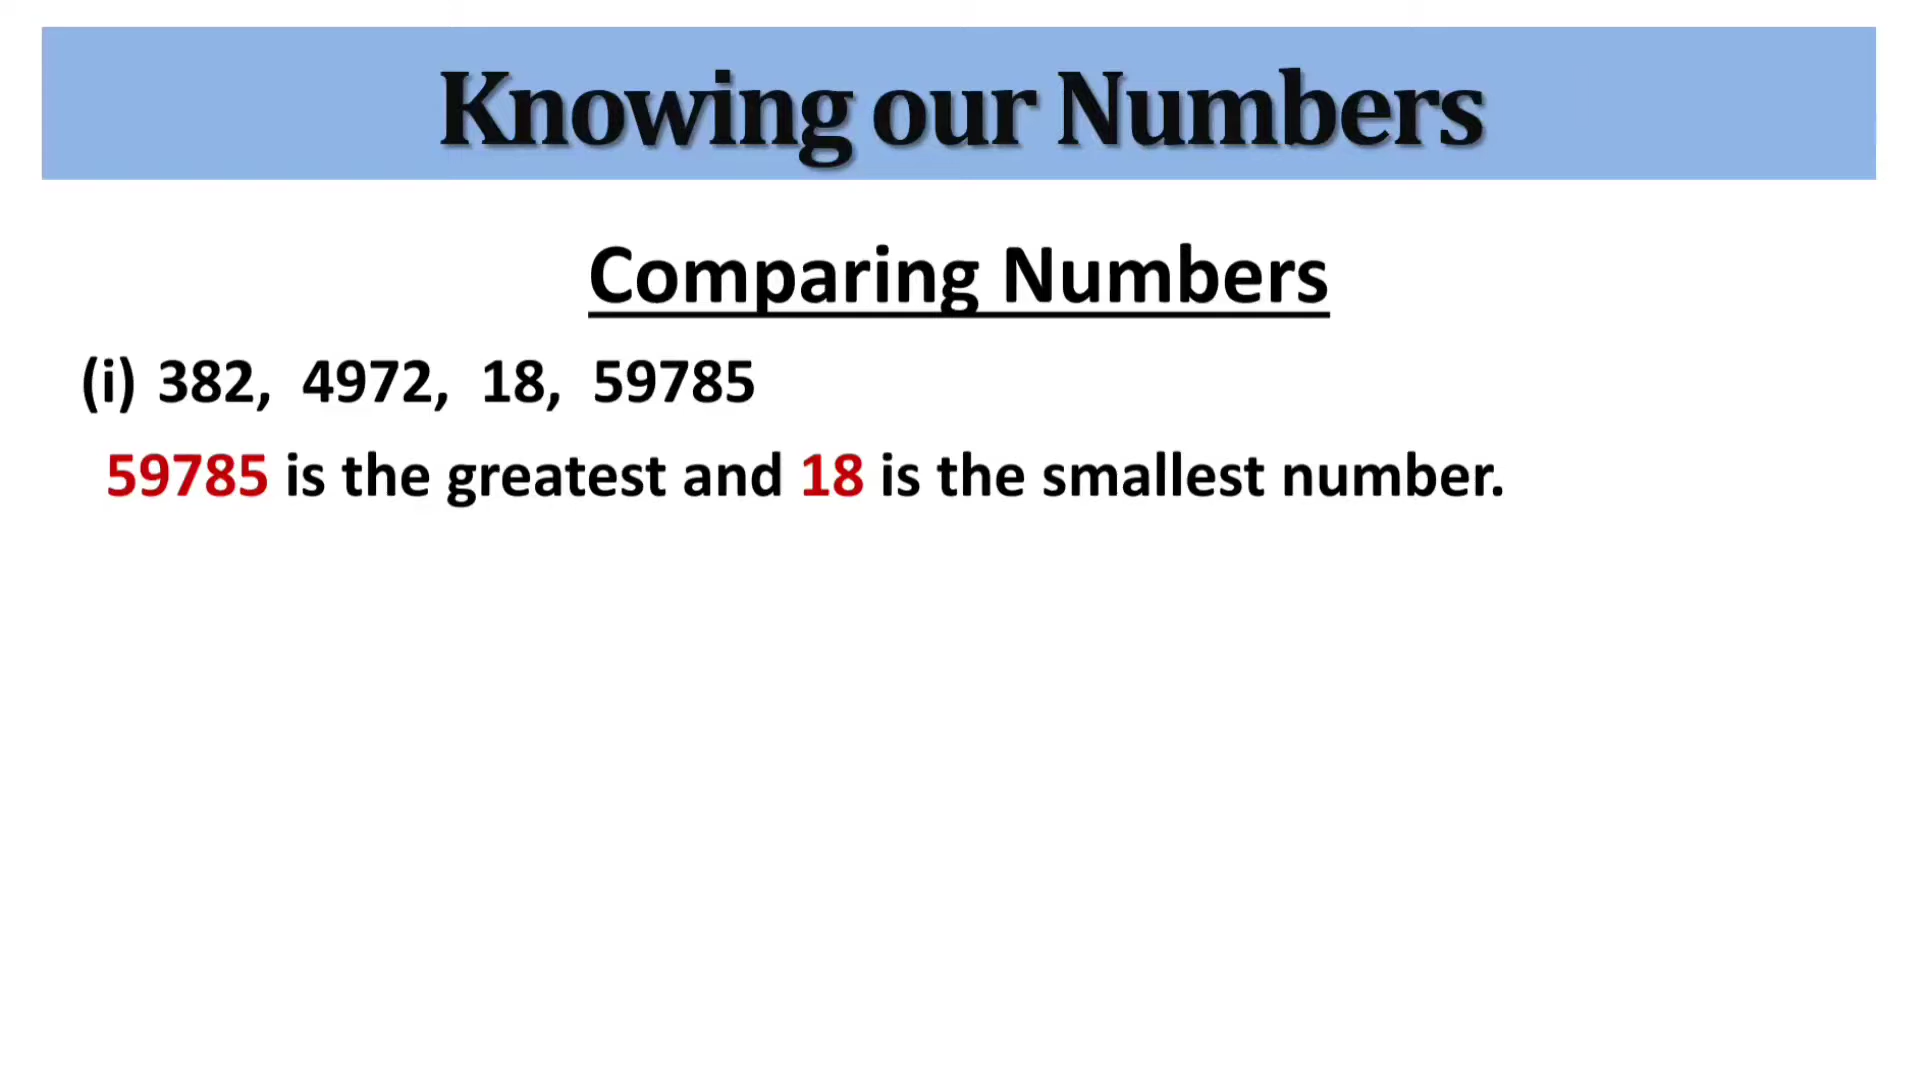 Knowing our Numbers
Comparing Numbers
(i) 382, 4972, 18, 59785
59785 is the greatest and 18 is the smallest number.